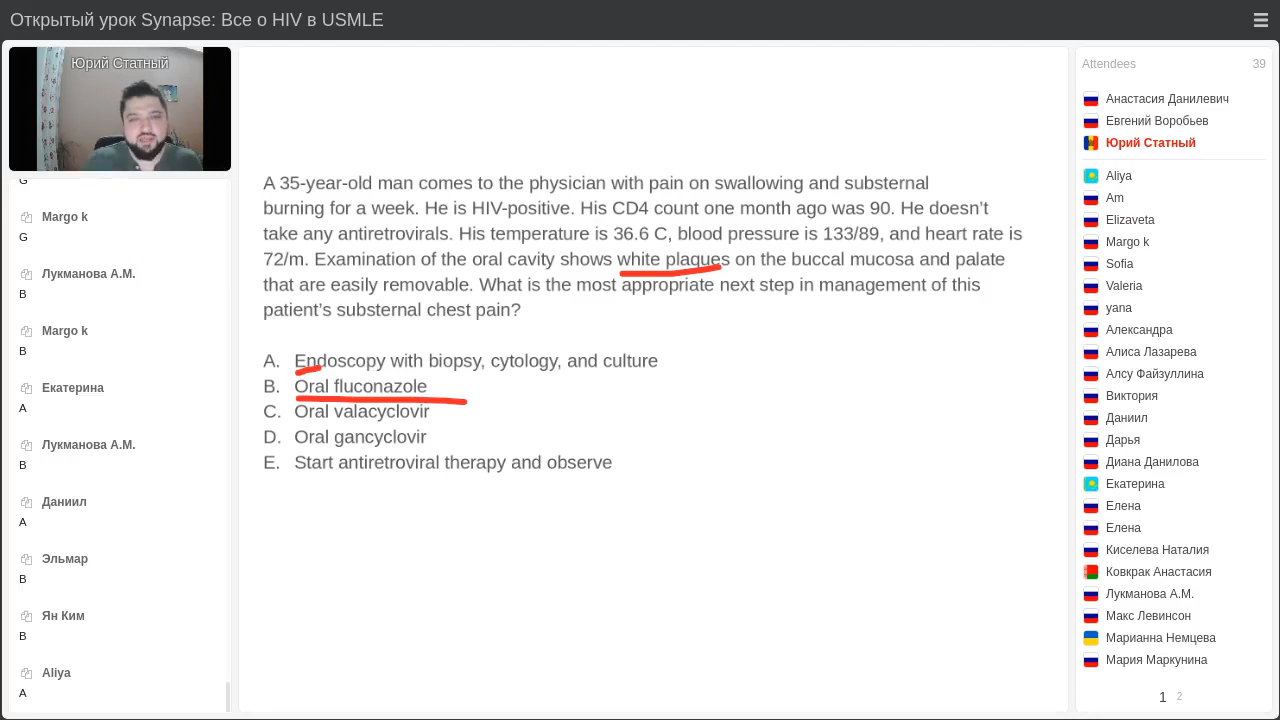 Открытый урок Synapse: Все о HIV в USMLE
Юрий Статный
G
Margo k
G
Лукманова А.М.
B
Margo k
B
Екатерина
A
Лукманова А.М.
B
Даниил
A
Эльмар
B
Ян Ким
B
Aliya
A
A 35-year-old man comes to the physician with pain on swallowing and substernal
burning for a week. He is HIV-positive. His CD4 count one month ago was 90. He doesn’t
take any antiretrovirals. His temperature is 36.6 C, blood pressure is 133/89, and heart rate is
72/m. Examination of the oral cavity shows white plaques on the buccal mucosa and palate
that are easily removable. What is the most appropriate next step in management of this
patient’s substernal chest pain?
A. Endoscopy with biopsy, cytology, and culture
B. Oral fluconazole
C. Oral valacyclovir
D. Oral gancyclovir
E. Start antiretroviral therapy and observe
Attendees 39
Анастасия Данилевич
Евгений Воробьев
Юрий Статный
Aliya
Am
Elizaveta
Margo k
Sofia
Valeria
yana
Александра
Алиса Лазарева
Алсу Файзуллина
Виктория
Даниил
Дарья
Диана Данилова
Екатерина
Елена
Елена
Киселева Наталия
Ковкрак Анастасия
Лукманова А.М.
Макс Левинсон
Марианна Немцева
Мария Маркунина
1 2